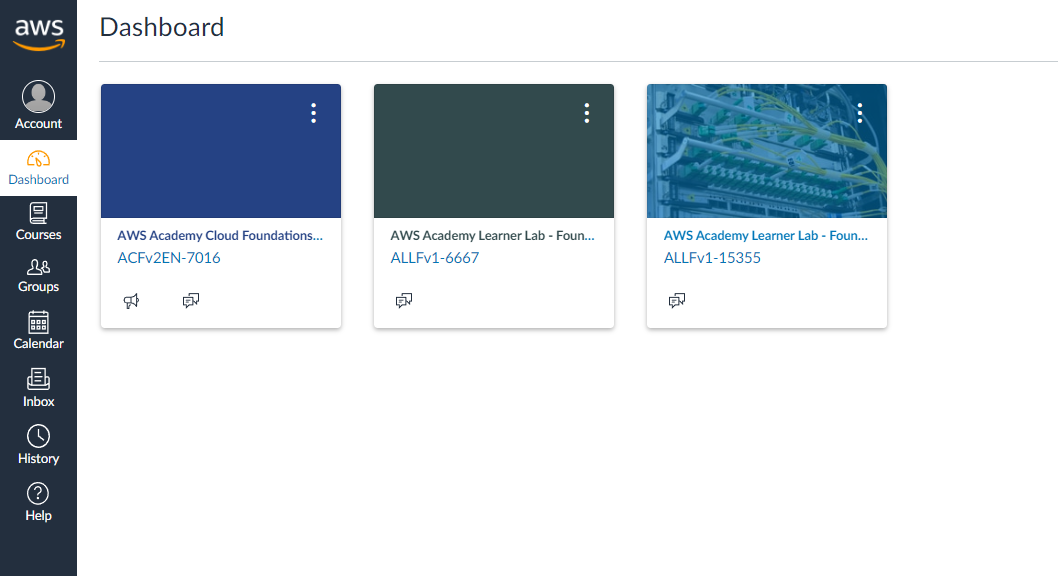 aws
Dashboard
Account
Dashboard
Courses
Groups
Calendar
Inbox
History
Help
AWS Academy Cloud Foundations...
ACFv2EN-7016
AWS Academy Learner Lab - Foun...
ALLFv1-6667
AWS Academy Learner Lab - Foun...
ALLFv1-15355